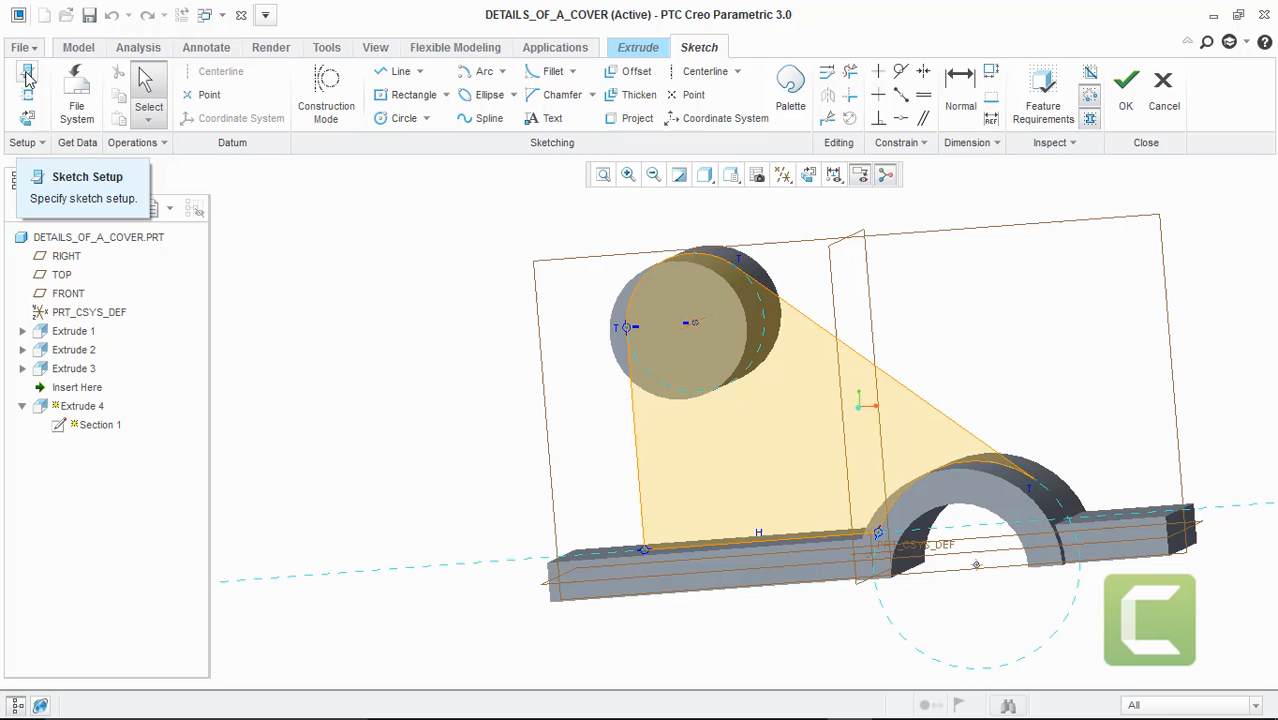 DETAILS_OF_A_COVER (Active) - PTC Creo Parametric 3.0
File Model Analysis Annotate Render Tools View Flexible Modeling Applications Extrude Sketch
Centerline
Point
Coordinate System
Line
Rectangle
Circle
Arc
Ellipse
Spline
Fillet
Chamfer
Text
Offset
Thicken
Project
Centerline
Point
Coordinate System
File System
Select
Construction Mode
Palette
Normal
Feature Requirements
OK
Cancel
Setup Get Data Operations Datum Sketching Editing Constrain Dimension Inspect Close
Sketch Setup
Specify sketch setup.
DETAILS_OF_A_COVER.PRT
RIGHT
TOP
FRONT
PRT_CSYS_DEF
Extrude 1
Extrude 2
Extrude 3
Insert Here
Extrude 4
Section 1
T
T
H
T
PRT_CSYS_DEF
All